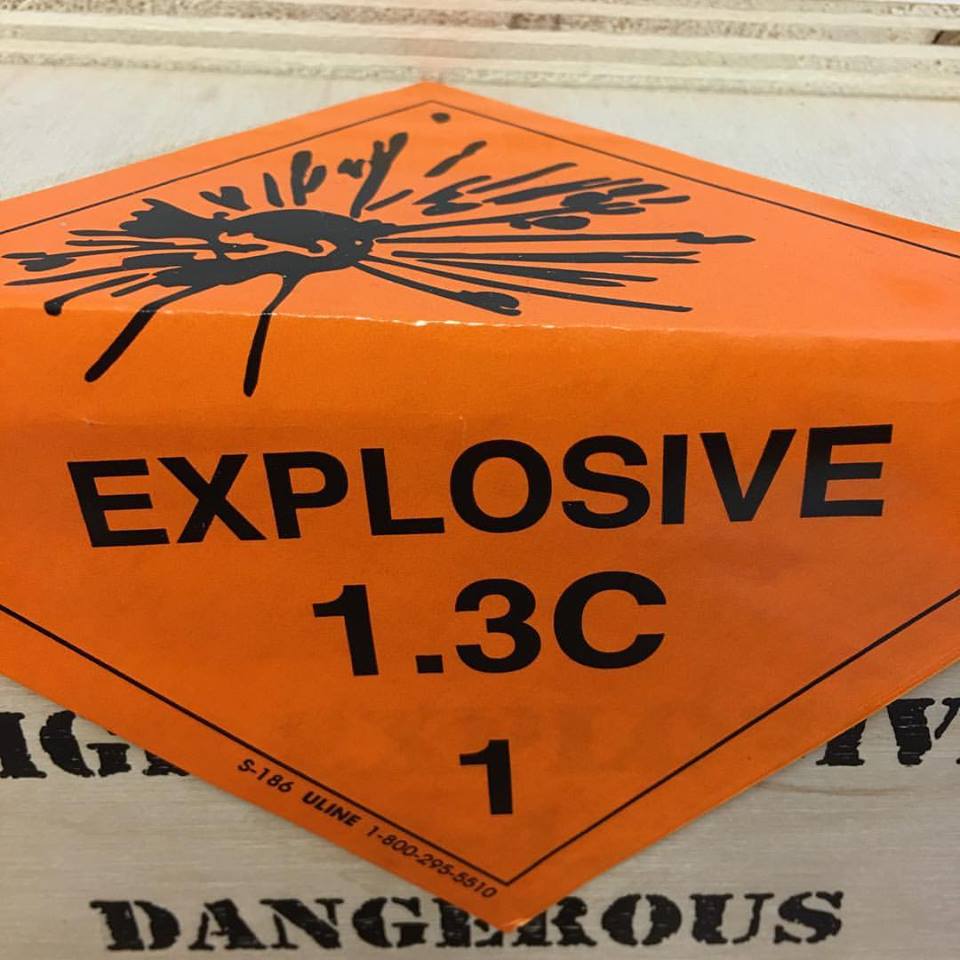 EXPLOSIVE
1.3C
1
S-186 ULINE 1-800-295-5510
DANGEROUS